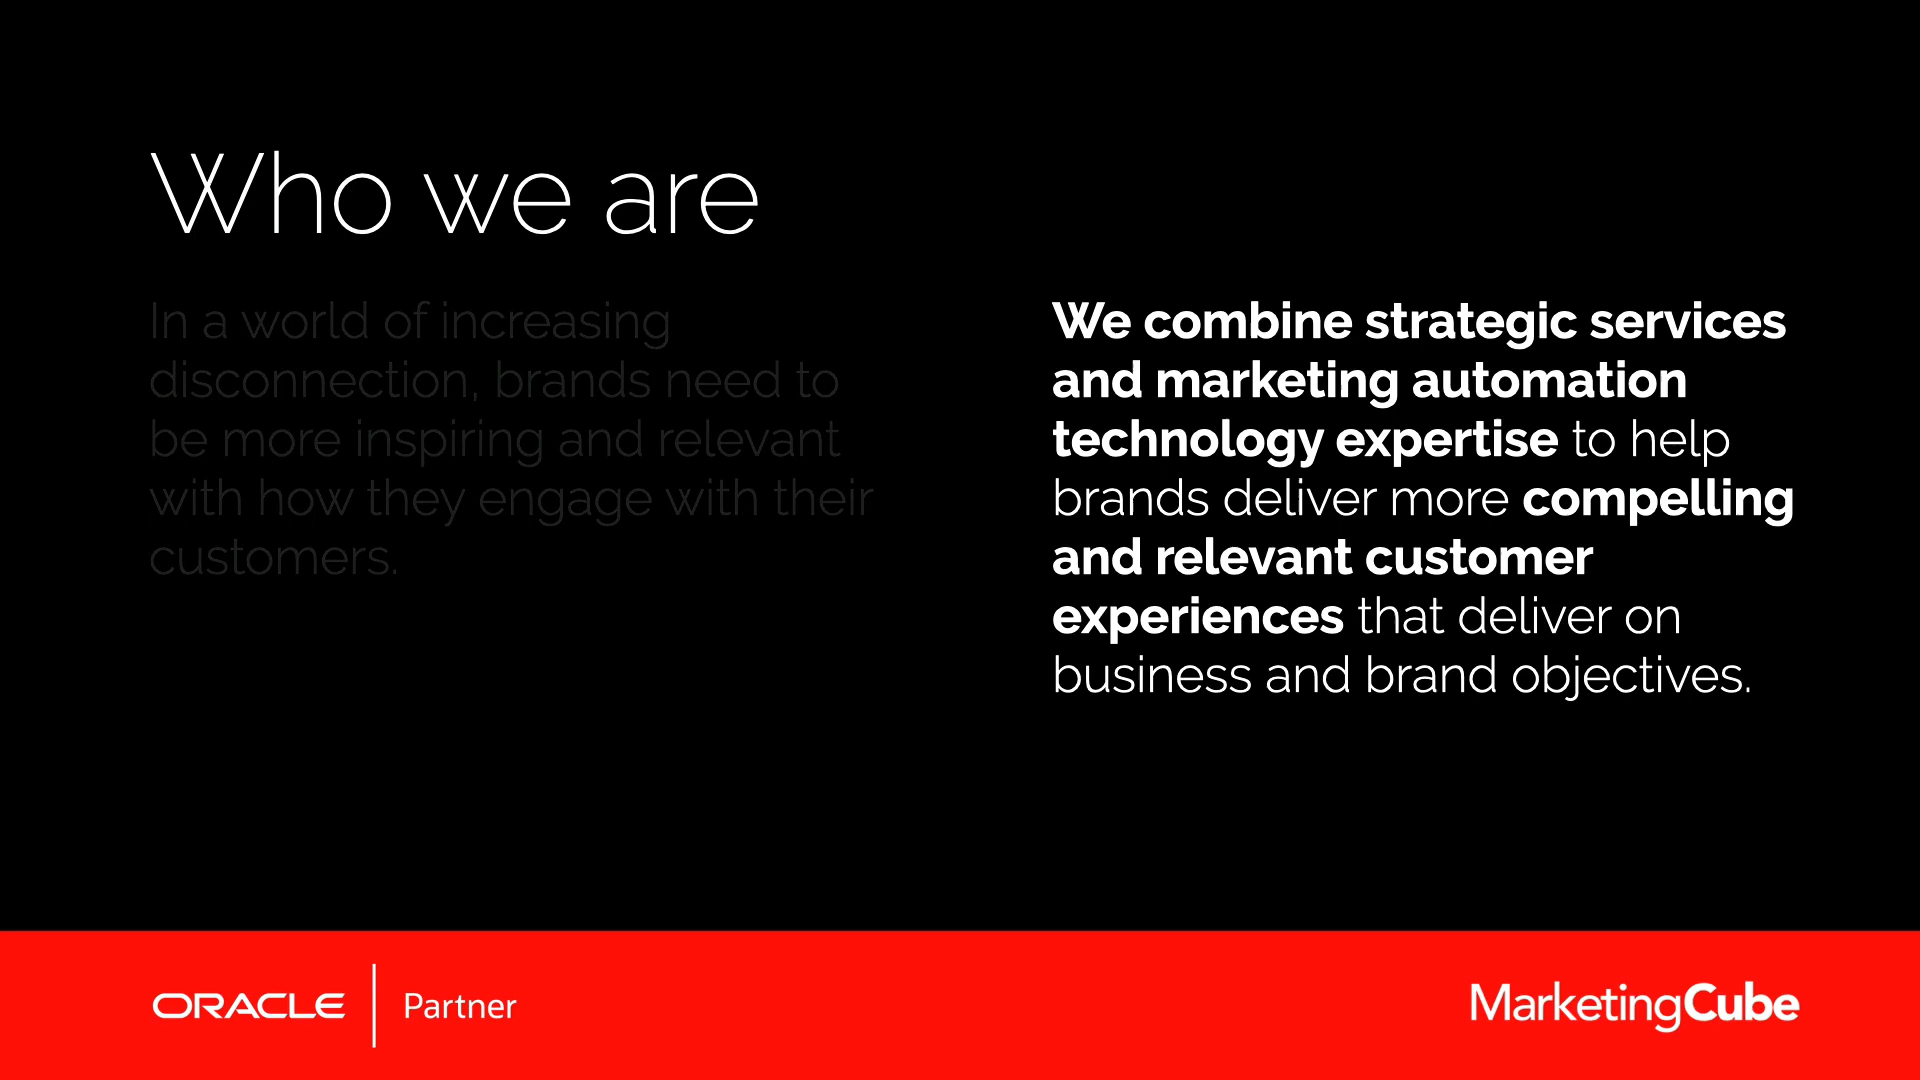 Who we are
In a world of increasing
disconnection, brands need to
be more inspiring and relevant
with how they engage with their
customers.
We combine strategic services
and marketing automation
technology expertise to help
brands deliver more compelling
and relevant customer
experiences that deliver on
business and brand objectives.
ORACLE | Partner
MarketingCube